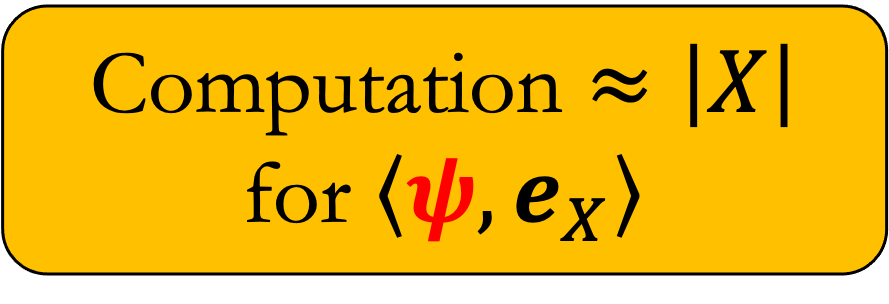 Computation ≈ |X|
for ⟨ψ, e_X⟩